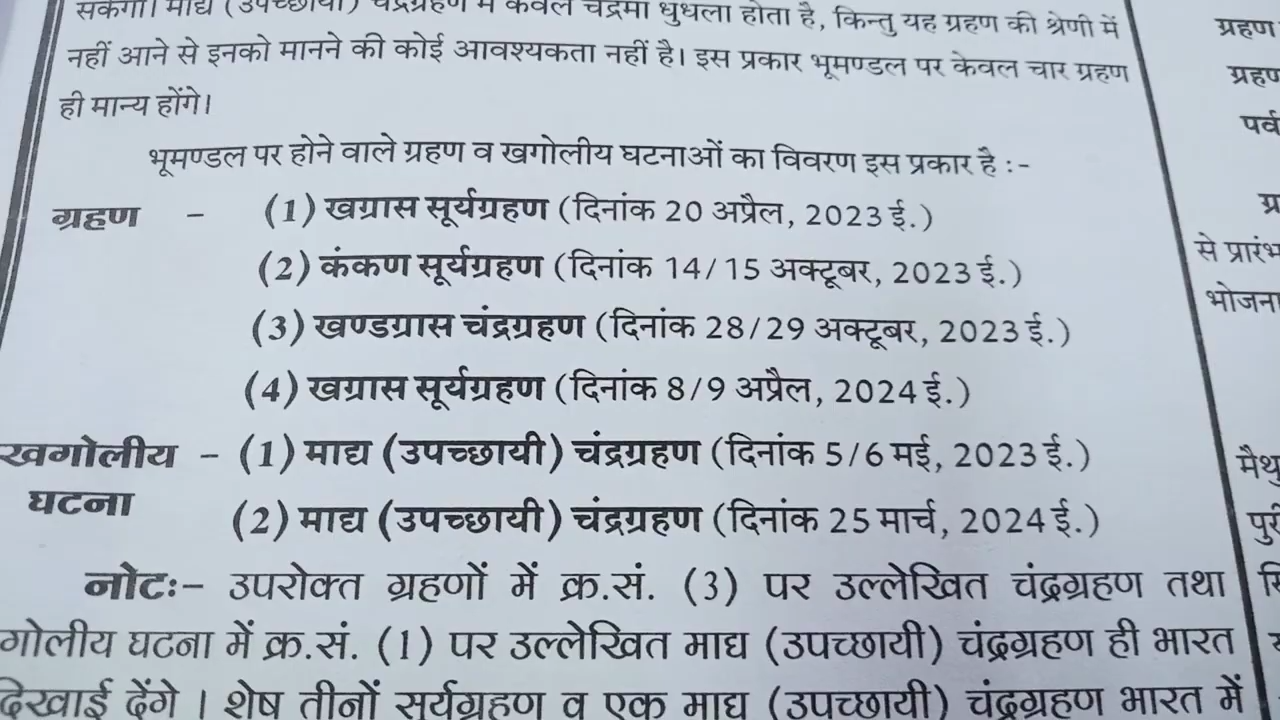 सकेगा। माद्य (उपच्छाया) चंद्रग्रहण में केवल चंद्रमा धुंधला होता है, किन्तु यह ग्रहण की श्रेणी में
नहीं आने से इनको मानने की कोई आवश्यकता नहीं है। इस प्रकार भूमण्डल पर केवल चार ग्रहण
ही मान्य होंगे।
भूमण्डल पर होने वाले ग्रहण व खगोलीय घटनाओं का विवरण इस प्रकार है :-
ग्रहण - (1) खग्रास सूर्यग्रहण (दिनांक 20 अप्रैल, 2023 ई.)
(2) कंकण सूर्यग्रहण (दिनांक 14/15 अक्टूबर, 2023 ई.)
(3) खण्डग्रास चंद्रग्रहण (दिनांक 28/29 अक्टूबर, 2023 ई.)
(4) खग्रास सूर्यग्रहण (दिनांक 8/9 अप्रैल, 2024 ई.)
खगोलीय - (1) माद्य (उपच्छायी) चंद्रग्रहण (दिनांक 5/6 मई, 2023 ई.)
घटना (2) माद्य (उपच्छायी) चंद्रग्रहण (दिनांक 25 मार्च, 2024 ई.)
नोटः- उपरोक्त ग्रहणों में क्र.सं. (3) पर उल्लेखित चंद्रग्रहण तथा
गोलीय घटना में क्र.सं. (1) पर उल्लेखित माद्य (उपच्छायी) चंद्रग्रहण ही भारत
दिखाई देंगे । शेष तीनों सूर्यग्रहण व एक माद्य (उपच्छायी) चंद्रग्रहण भारत में
ग्रहण
ग्रहण
पर्व
प्र
से प्रारंभ
भोजना
मैथु
पुरी